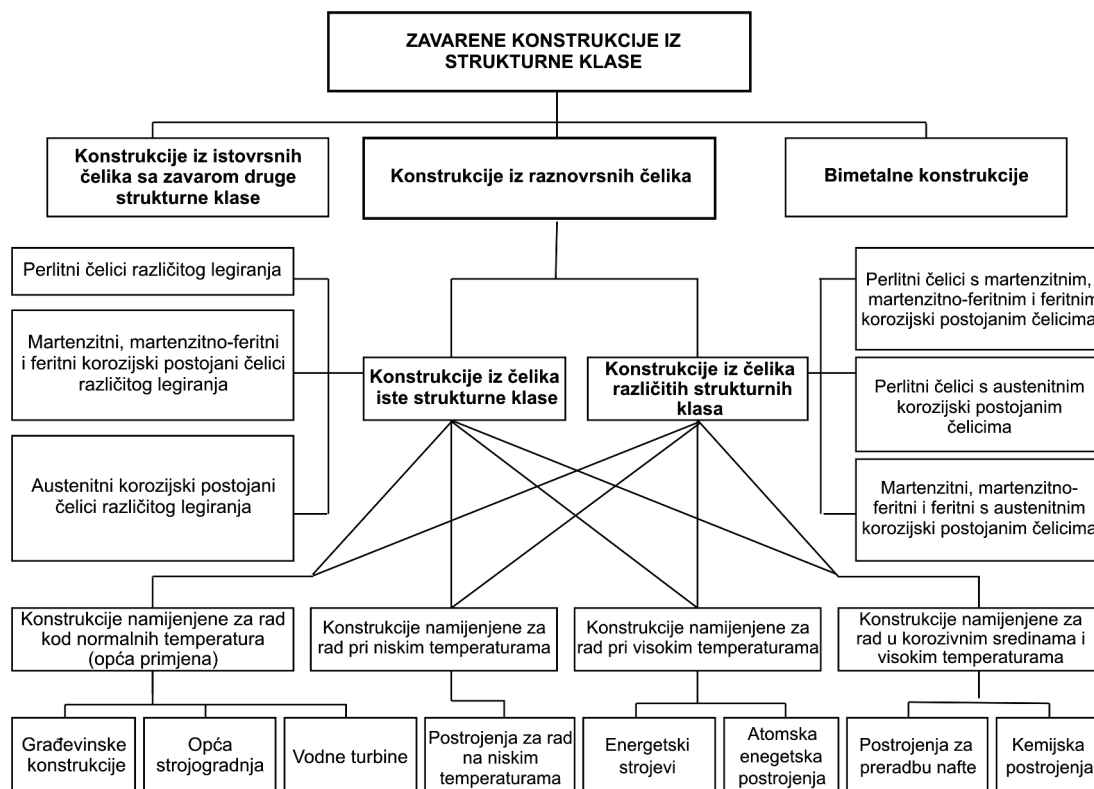 ZAVARENE KONSTRUKCIJE IZ
STRUKTURNE KLASE
Konstrukcije iz istovrsnih
čelika sa zavarom druge
strukturne klase
Konstrukcije iz raznovrsnih čelika
Bimetalne konstrukcije
Perlitni čelici različitog legiranja
Martenzitni, martenzitno-feritni
i feritni korozijski postojani čelici
različitog legiranja
Austenitni korozijski postojani
čelici različitog legiranja
Konstrukcije iz čelika
iste strukturne klase
Konstrukcije iz čelika
različitih strukturnih
klasa
Perlitni čelici s martenzitnim,
martenzitno-feritnim i feritnim
korozijski postojanim čelicima
Perlitni čelici s austenitnim
korozijski postojanim
čelicima
Martenzitni, martenzitno-
feritni i feritni s austenitnim
korozijski postojanim čelicima
Konstrukcije namijenjene za rad
kod normalnih temperatura
(opća primjena)
Konstrukcije namijenjene za
rad pri niskim temperaturama
Konstrukcije namijenjene za
rad pri visokim temperaturama
Konstrukcije namijenjene za
rad u korozivnim sredinama i
visokim temperaturama
Građevinske
konstrukcije
Opća
strojogradnja
Vodne turbine
Postrojenja za rad
na niskim
temperaturama
Energetski
strojevi
Atomska
enegetska
postrojenja
Postrojenja za
preradbu nafte
Kemijska
postrojenja